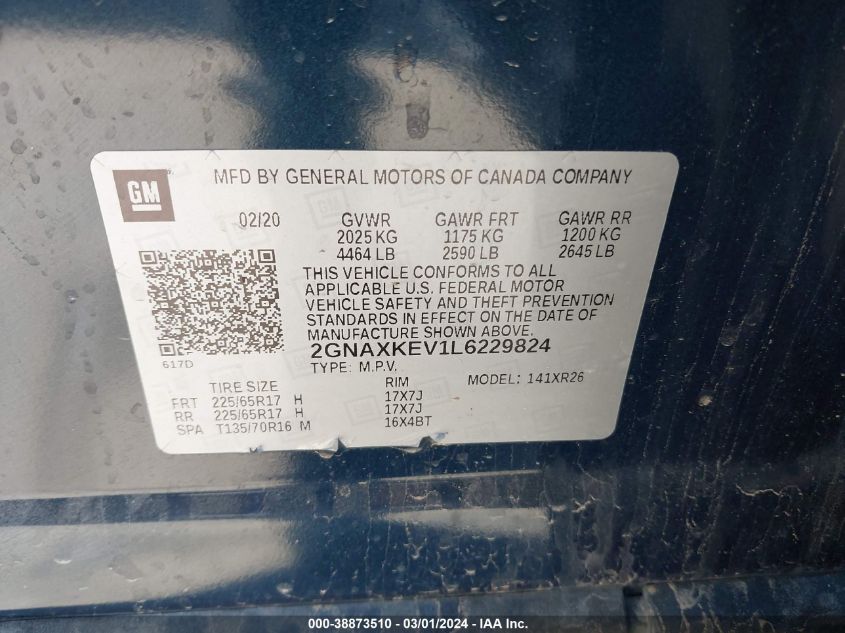 GM
MFD BY GENERAL MOTORS OF CANADA COMPANY
02/20 GVWR GAWR FRT GAWR RR
2025 KG 1175 KG 1200 KG
4464 LB 2590 LB 2645 LB
THIS VEHICLE CONFORMS TO ALL
APPLICABLE U.S. FEDERAL MOTOR
VEHICLE SAFETY AND THEFT PREVENTION
STANDARDS IN EFFECT ON THE DATE OF
MANUFACTURE SHOWN ABOVE.
2GNAXKEV1L6229824
617D
TYPE: M.P.V. MODEL: 141XR26
TIRE SIZE RIM
FRT 225/65R17 H 17X7J
RR 225/65R17 H 17X7J
SPA T135/70R16 M 16X4BT
000-38873510 - 03/01/2024 - IAA Inc.